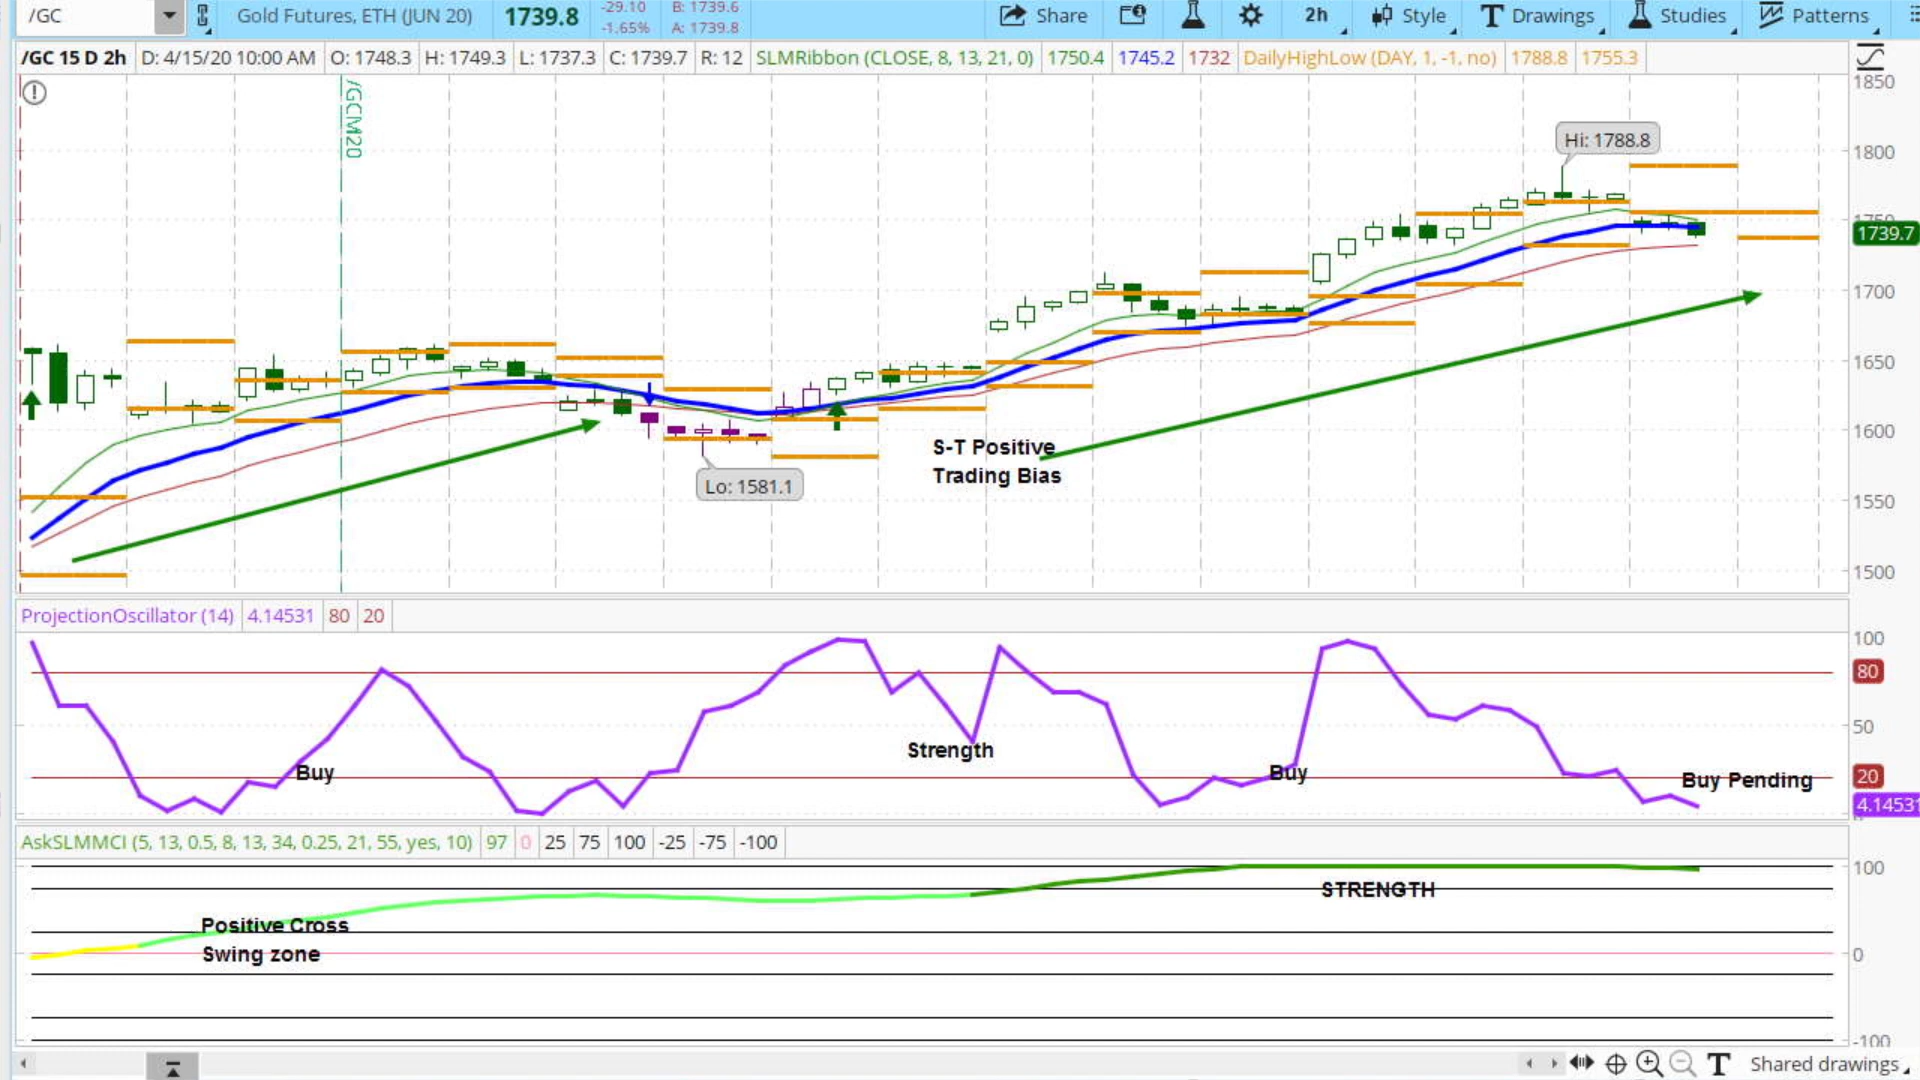 /GC
Gold Futures, ETH (JUN 20)
1739.8
-29.10
-1.65%
B: 1739.6
A: 1739.8
Share
2h
Style
Drawings
Studies
Patterns
/GC 15 D 2h
D: 4/15/20 10:00 AM
O: 1748.3
H: 1749.3
L: 1737.3
C: 1739.7
R: 12
SLMRibbon (CLOSE, 8, 13, 21, 0)
1750.4
1745.2
1732
DailyHighLow (DAY, 1, -1, no)
1788.8
1755.3
/GCM20
Hi: 1788.8
Lo: 1581.1
S-T Positive
Trading Bias
1850
1800
1750
1739.7
1700
1650
1600
1550
1500
ProjectionOscillator (14)
4.14531
80
20
Buy
Strength
Buy
Buy Pending
100
80
50
20
4.14531
AskSLMMCI (5, 13, 0.5, 8, 13, 34, 0.25, 21, 55, yes, 10)
97
0
25
75
100
-25
-75
-100
Positive Cross
Swing zone
STRENGTH
100
0
-100
Shared drawings